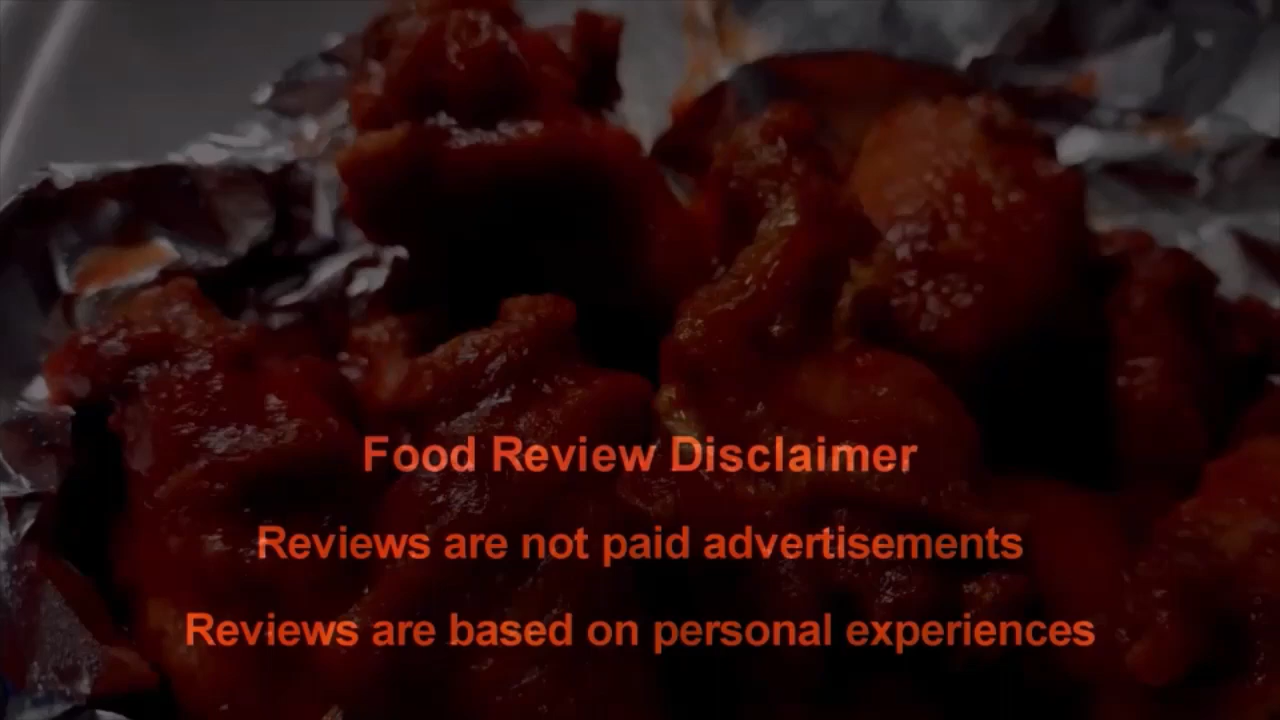 Food Review Disclaimer
Reviews are not paid advertisements
Reviews are based on personal experiences